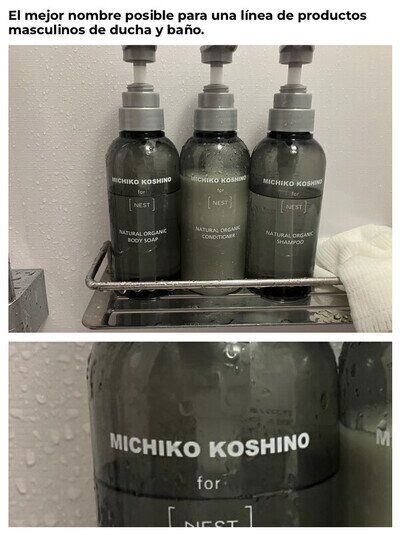 El mejor nombre posible para una línea de productos
masculinos de ducha y baño.
MICHIKO KOSHINO
for
[ NEST ]
NATURAL ORGANIC
BODY SOAP
MICHIKO KOSHINO
for
[ NEST ]
NATURAL ORGANIC
CONDITIONER
MICHIKO KOSHINO
for
[ NEST ]
NATURAL ORGANIC
SHAMPOO
MICHIKO KOSHINO
for
[ NEST ]
M